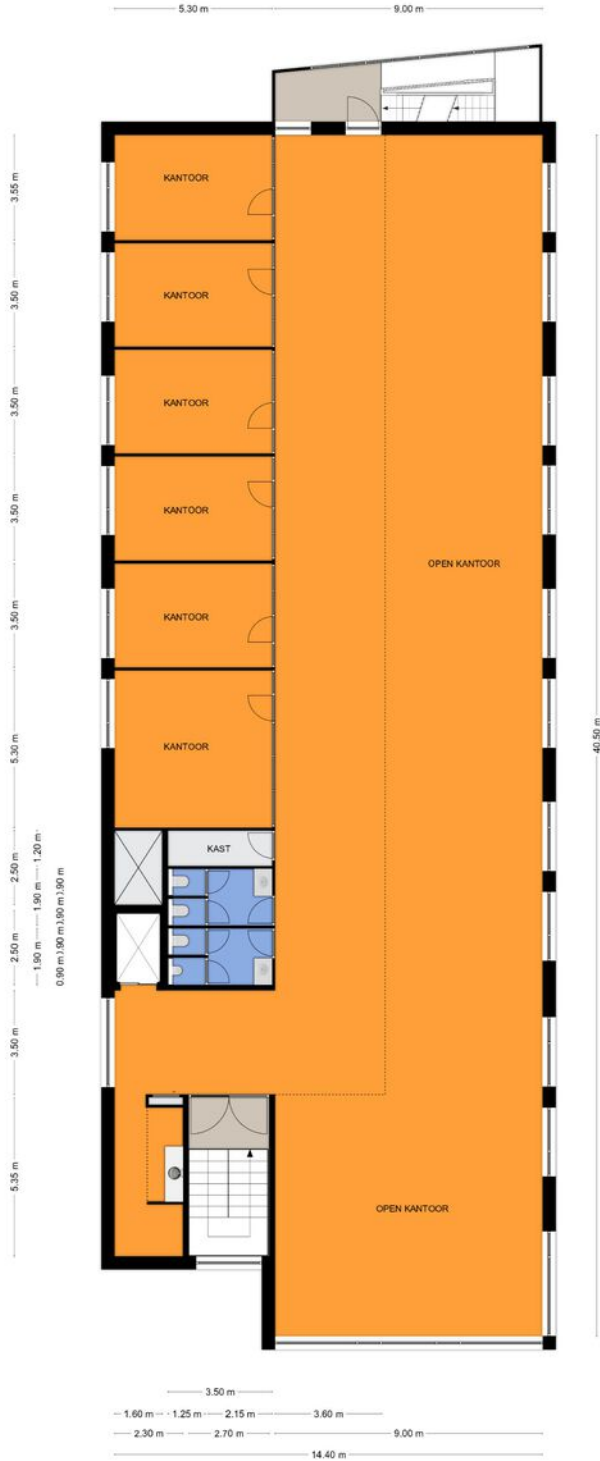 5.30 m
9.00 m
3.55 m
3.50 m
3.50 m
3.50 m
3.50 m
5.30 m
2.50 m
2.50 m
3.50 m
5.35 m
1.20 m
1.90 m
1.90 m
0.90 m
0.90 m
0.90 m
0.90 m
KANTOOR
KANTOOR
KANTOOR
KANTOOR
KANTOOR
KANTOOR
KAST
OPEN KANTOOR
OPEN KANTOOR
40.50 m
3.50 m
1.60 m
1.25 m
2.15 m
3.60 m
2.30 m
2.70 m
9.00 m
14.40 m